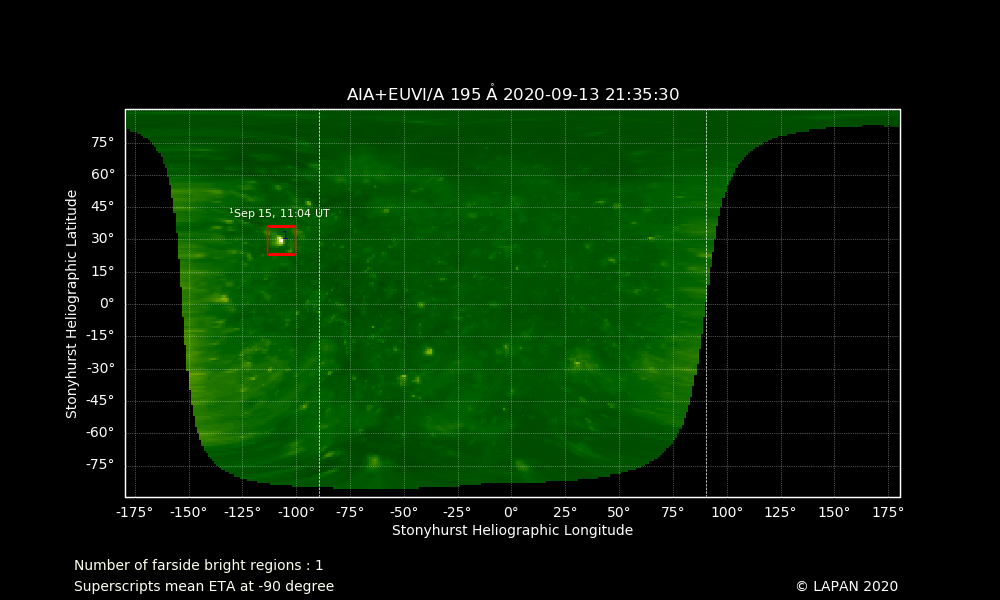 AIA+EUVI/A 195 Å 2020-09-13 21:35:30
Stonyhurst Heliographic Latitude
75°
60°
45°
30°
15°
0°
-15°
-30°
-45°
-60°
-75°
¹Sep 15, 11:04 UT
-175° -150° -125° -100° -75° -50° -25° 0° 25° 50° 75° 100° 125° 150° 175°
Stonyhurst Heliographic Longitude
Number of farside bright regions : 1
Superscripts mean ETA at -90 degree
© LAPAN 2020